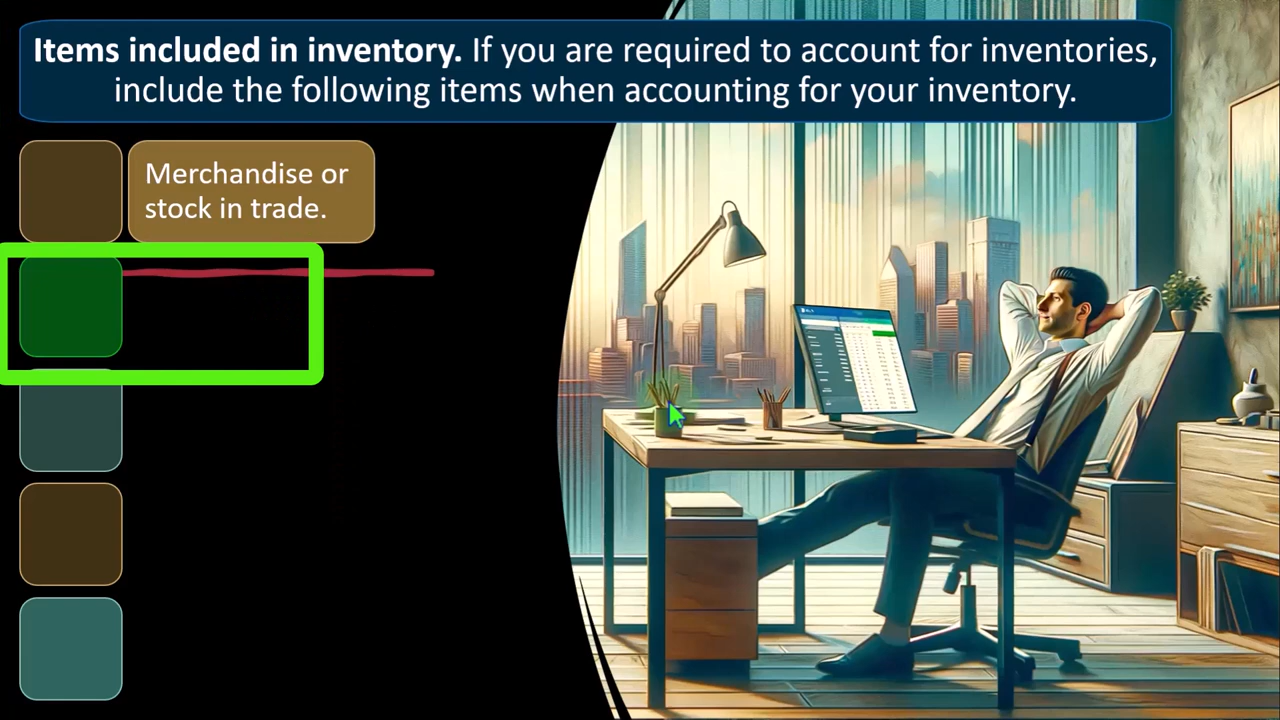 Items included in inventory. If you are required to account for inventories,
include the following items when accounting for your inventory.
Merchandise or
stock in trade.